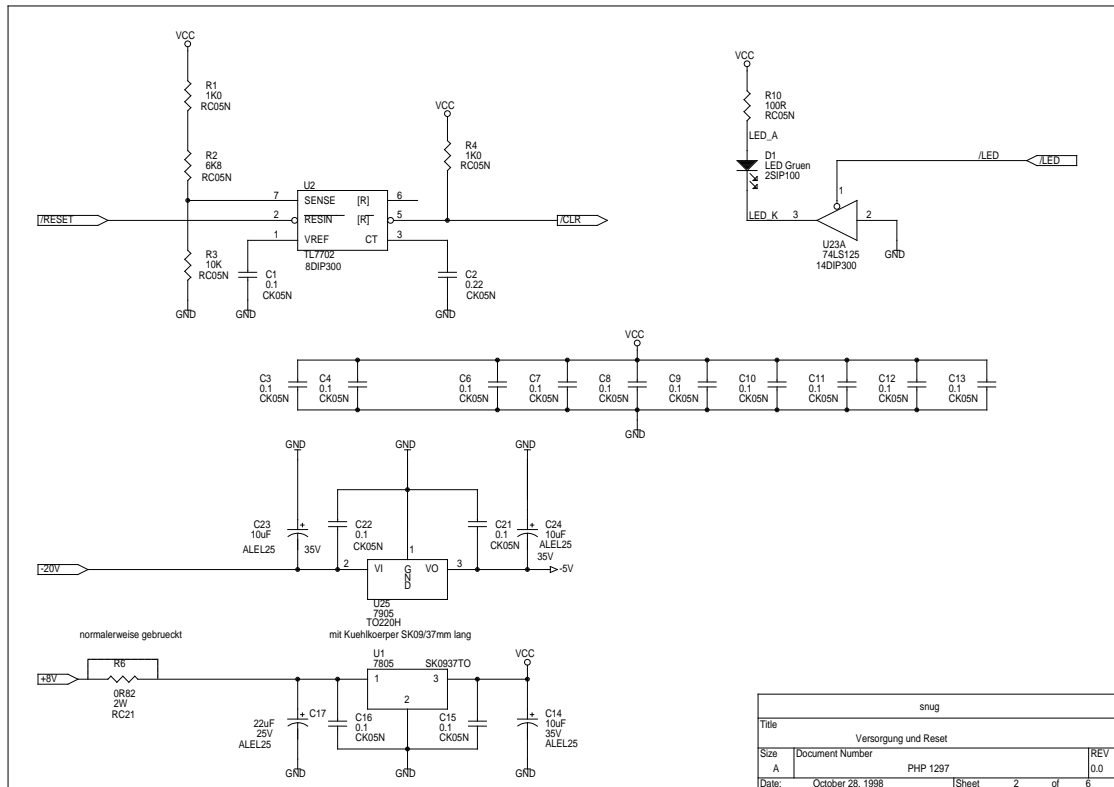 VCC
R1
1K0
RC05N
R2
6K8
RC05N
R3
10K
RC05N
GND
/RESET
U2
7 SENSE [R] 6
2 RESIN [R] 5
1 VREF CT 3
TL7702
8DIP300
C1
0.1
CK05N
GND
VCC
R4
1K0
RC05N
/CLR
C2
0.22
CK05N
GND
VCC
R10
100R
RC05N
LED_A
D1
LED Gruen
2SIP100
LED_K
3
1
2
U23A
74LS125
14DIP300
GND
/LED
/LED
VCC
C3
0.1
CK05N
C4
0.1
CK05N
C6
0.1
CK05N
C7
0.1
CK05N
C8
0.1
CK05N
C9
0.1
CK05N
C10
0.1
CK05N
C11
0.1
CK05N
C12
0.1
CK05N
C13
0.1
CK05N
GND
GND
GND
GND
C23
10uF
ALEL25
35V
C22
0.1
CK05N
C21
0.1
CK05N
C24
10uF
ALEL25
35V
-20V
1
2 VI GND VO 3
-5V
U25
7905
TO220H
normalerweise gebrueckt
mit Kuehlkoerper SK09/37mm lang
+8V
R6
0R82
2W
RC21
U1
7805
SK0937TO
1
3
2
VCC
C17
22uF
25V
ALEL25
C16
0.1
CK05N
C15
0.1
CK05N
C14
10uF
35V
ALEL25
GND
GND
GND
snug
Title
Versorgung und Reset
Size Document Number REV
A PHP 1297 0.0
Date: October 28, 1998 Sheet 2 of 6